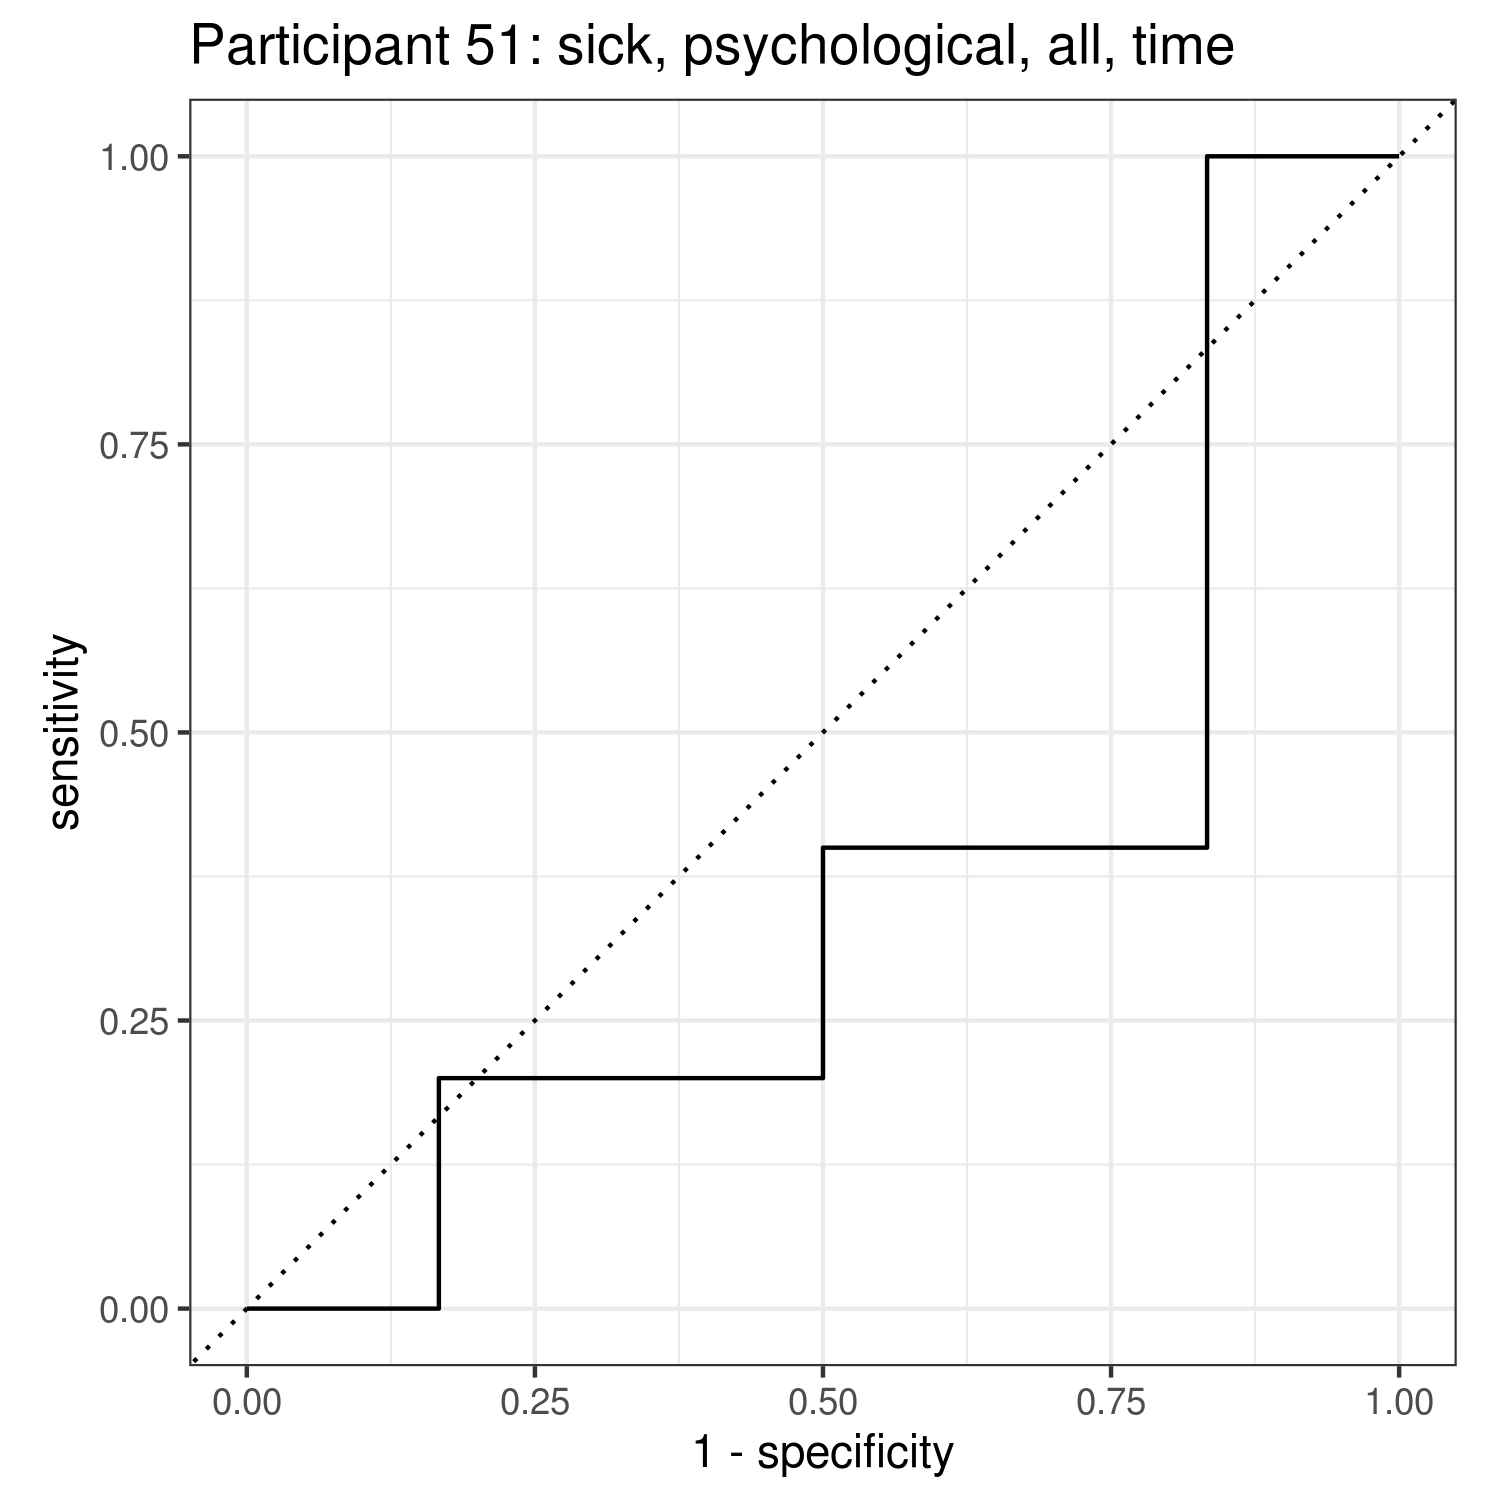 Participant 51: sick, psychological, all, time
1.00
0.75
0.50
0.25
0.00
sensitivity
0.00 0.25 0.50 0.75 1.00
1 - specificity